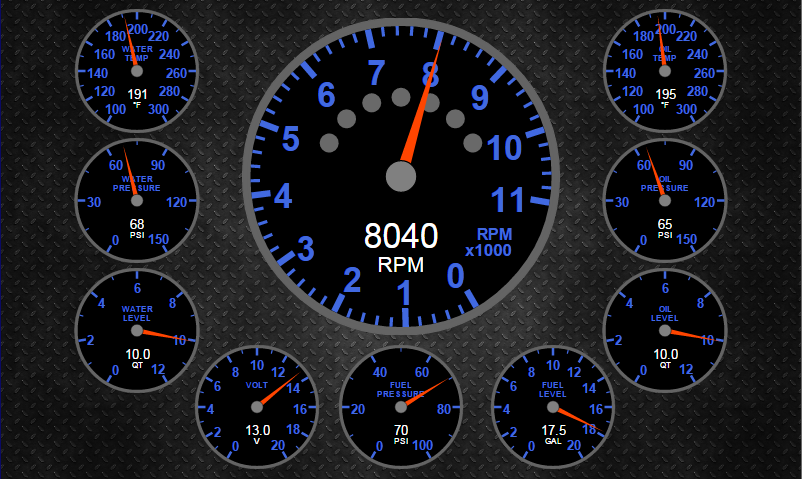 200
180 220
160 240
140 260
120 280
100 300
WATER
TEMP
191
°F
60 90
30 120
0 150
WATER
PRESSURE
68
PSI
6
4 8
2 10
0 12
WATER
LEVEL
10.0
QT
7 8
6 9
5 10
4 11
3 0
2 1
8040
RPM
RPM
x1000
200
180 220
160 240
140 260
120 280
100 300
OIL
TEMP
195
°F
60 90
30 120
0 150
OIL
PRESSURE
65
PSI
6
4 8
2 10
0 12
OIL
LEVEL
10.0
QT
10
8 12
6 14
4 16
2 18
0 20
VOLT
13.0
V
40 60
20 80
0 100
FUEL
PRESSURE
70
PSI
10
8 12
6 14
4 16
2 18
0 20
FUEL
LEVEL
17.5
GAL